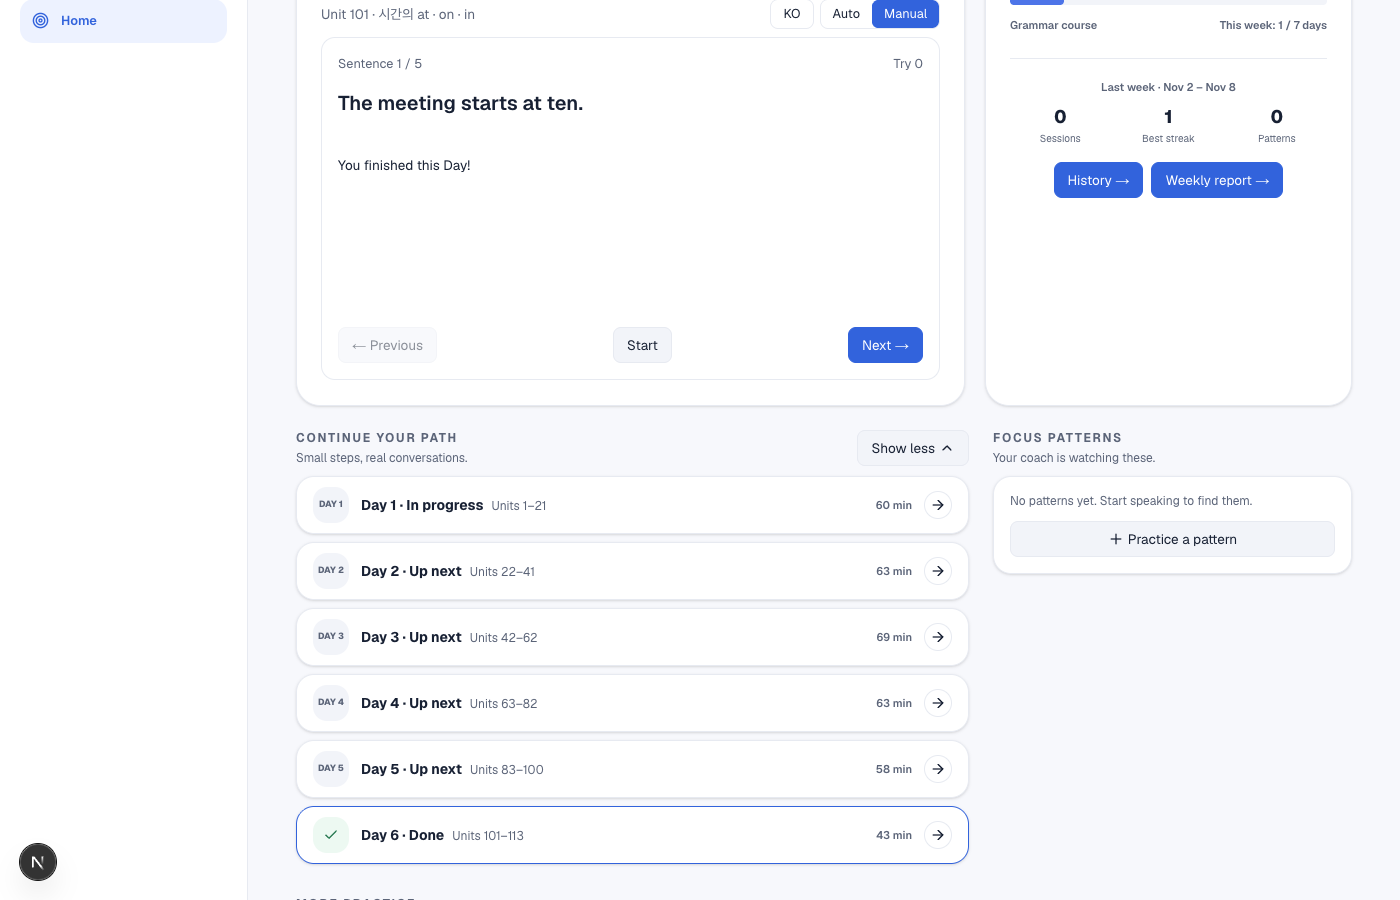 Home
Unit 101 · 시간의 at · on · in
KO
Auto
Manual
Sentence 1 / 5
Try 0
The meeting starts at ten.
You finished this Day!
← Previous
Start
Next →
Grammar course
This week: 1 / 7 days
Last week · Nov 2 – Nov 8
0
1
0
Sessions
Best streak
Patterns
History →
Weekly report →
CONTINUE YOUR PATH
Small steps, real conversations.
Show less
DAY 1
Day 1 · In progress Units 1–21
60 min
DAY 2
Day 2 · Up next Units 22–41
63 min
DAY 3
Day 3 · Up next Units 42–62
69 min
DAY 4
Day 4 · Up next Units 63–82
63 min
DAY 5
Day 5 · Up next Units 83–100
58 min
Day 6 · Done Units 101–113
43 min
FOCUS PATTERNS
Your coach is watching these.
No patterns yet. Start speaking to find them.
+ Practice a pattern
N